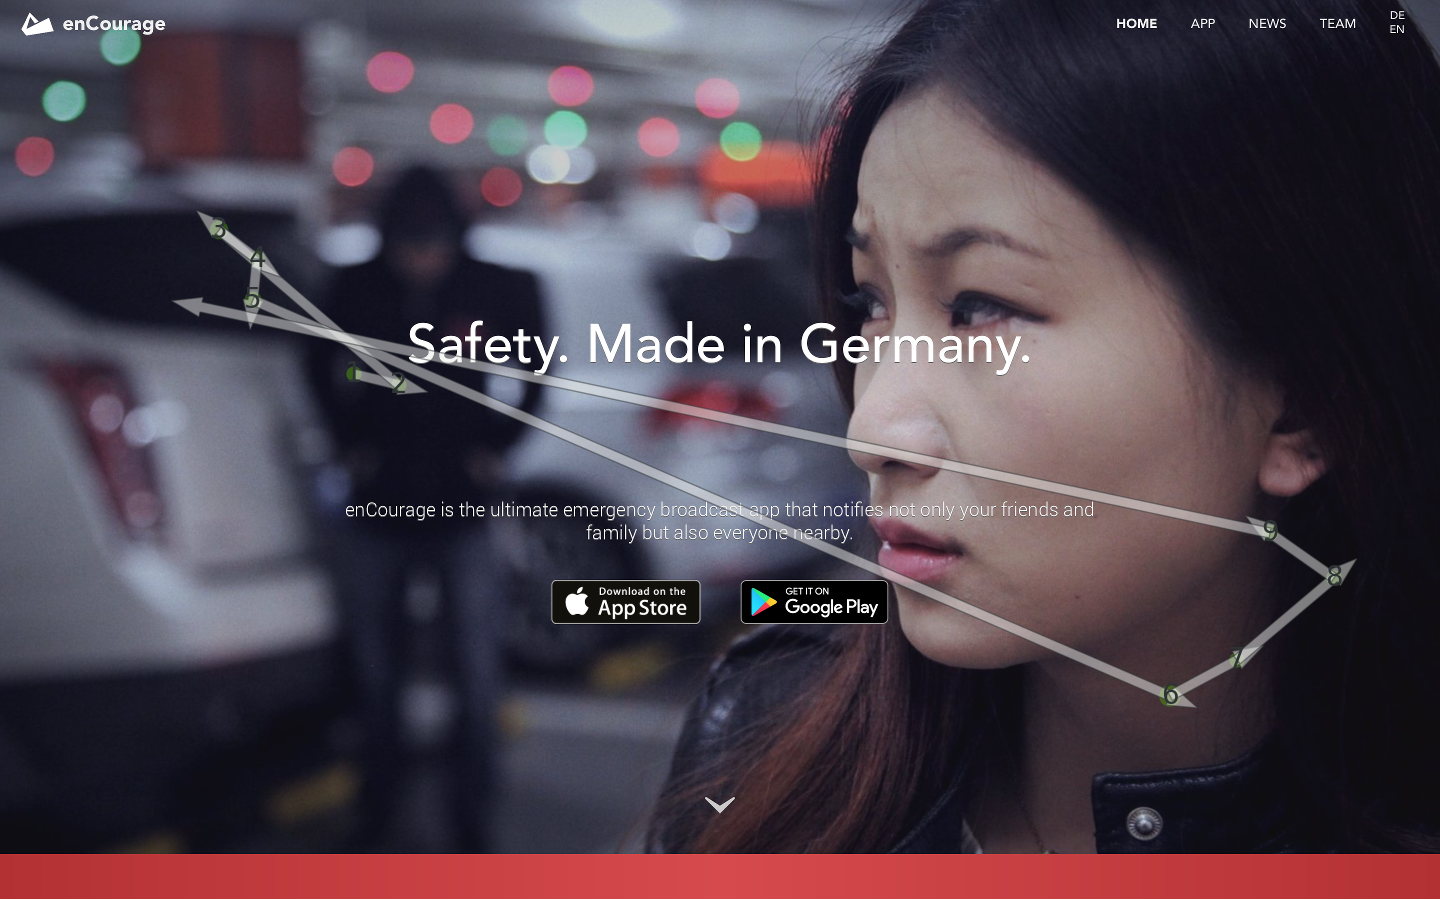 enCourage
HOME
APP
NEWS
TEAM
DE
EN
3
4
5
Safety. Made in Germany.
2
enCourage is the ultimate emergency broadcast app that notifies not only your friends and
family but also everyone nearby.
9
8
Download on the
App Store
GET IT ON
Google Play
7
6